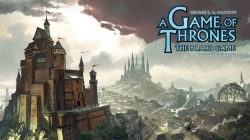 GEORGE R. R. MARTIN'S
A GAME OF
THRONES
THE BOARD GAME